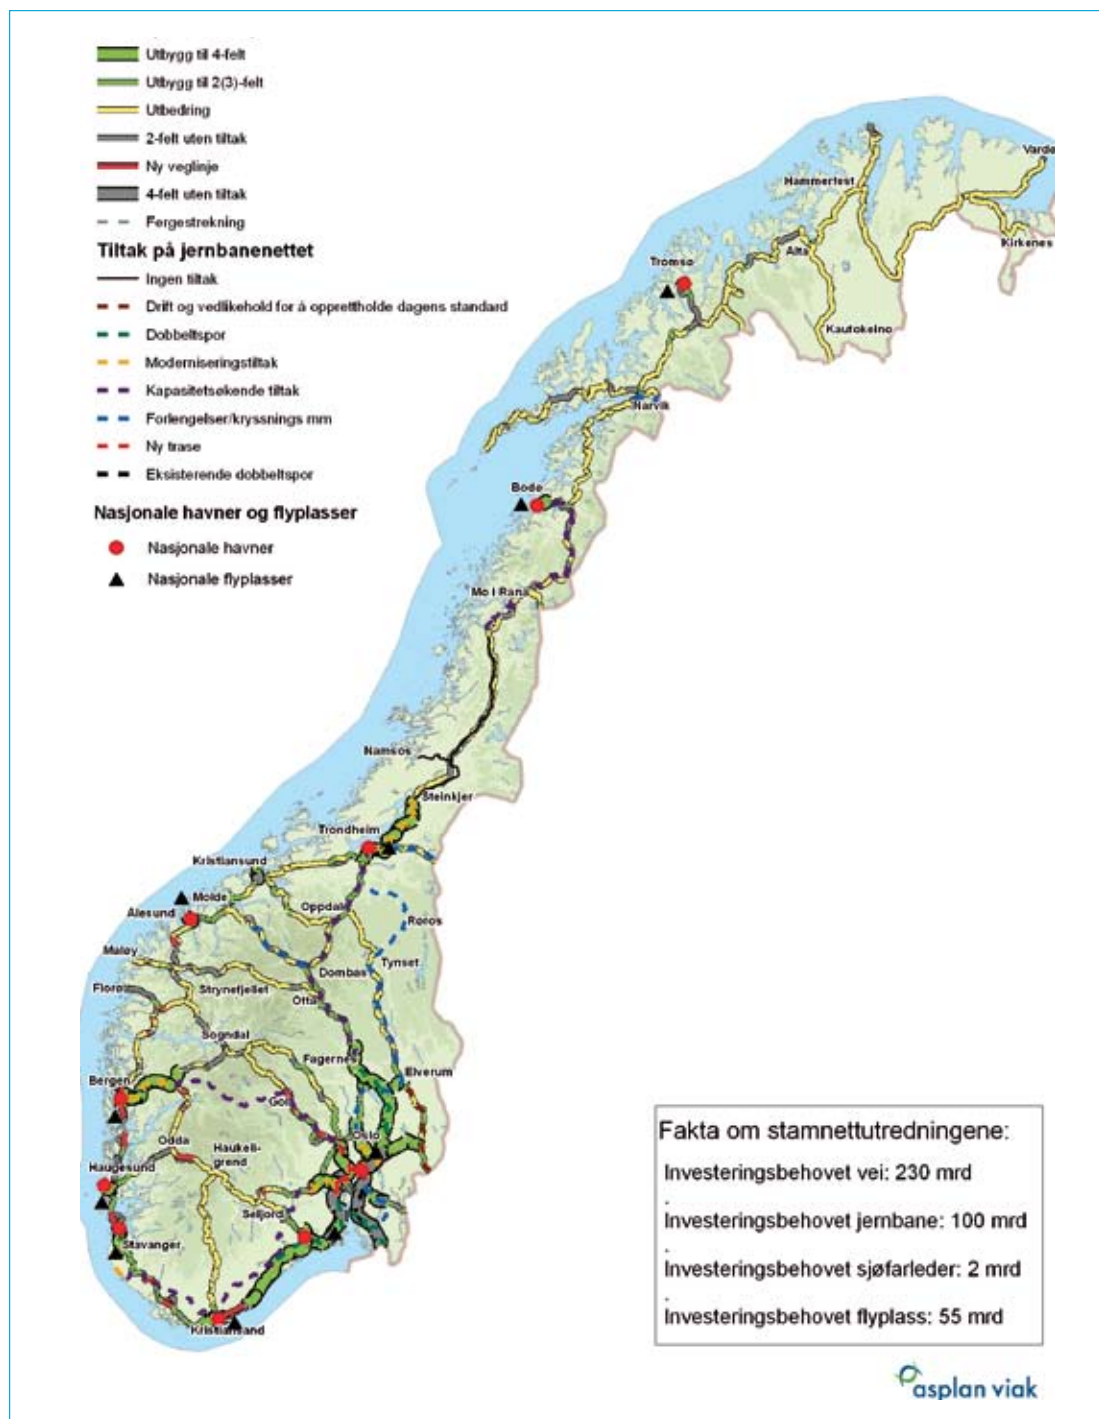 Utbygg til 4-felt
Utbygg til 2(3)-felt
Utbedring
2-felt uten tiltak
Ny veglinje
4-felt uten tiltak
Fergestrekning
Tiltak på jernbanenettet
Ingen tiltak
Drift og vedlikehold for å opprettholde dagens standard
Dobbeltspor
Moderniseringstiltak
Kapasitetsøkende tiltak
Forlengelser/kryssnings mm
Ny trase
Eksisterende dobbeltspor
Nasjonale havner og flyplasser
Nasjonale havner
Nasjonale flyplasser
Vardø
Hammerfest
Kirkenes
Alta
Tromsø
Kautokeino
Narvik
Bodø
Mo i Rana
Namsos
Steinkjer
Trondheim
Kristiansund
Molde
Ålesund
Oppdal
Røros
Måløy
Tynset
Dombås
Florø
Strynefjellet
Otta
Sogndal
Fagernes
Elverum
Bergen
Gol
Oslo
Odda
Haukeli-
grend
Haugesund
Seljord
Stavanger
Kristiansand
Fakta om stamnettutredningene:
Investeringsbehovet vei: 230 mrd
.
Investeringsbehovet jernbane: 100 mrd
.
Investeringsbehovet sjøfarleder: 2 mrd
.
Investeringsbehovet flyplass: 55 mrd
asplan viak